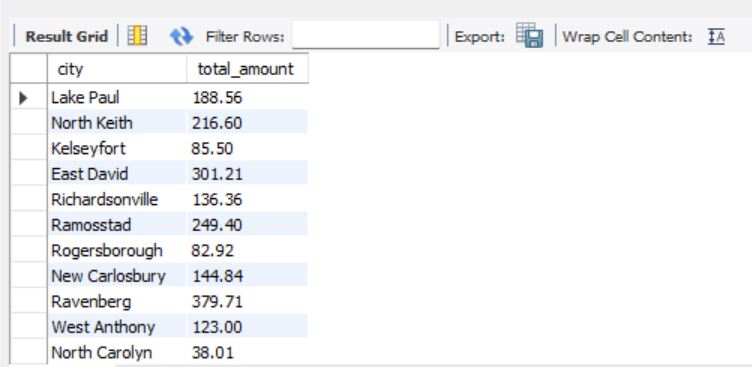 Result Grid Filter Rows: Export: Wrap Cell Content: IA
city total_amount
Lake Paul 188.56
North Keith 216.60
Kelseyfort 85.50
East David 301.21
Richardsonville 136.36
Ramosstad 249.40
Rogersborough 82.92
New Carlosbury 144.84
Ravenberg 379.71
West Anthony 123.00
North Carolyn 38.01